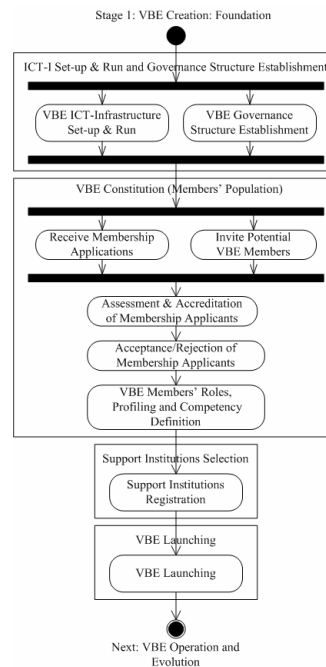 Stage 1: VBE Creation: Foundation
ICT-I Set-up & Run and Governance Structure Establishment
VBE ICT-Infrastructure
Set-up & Run
VBE Governance
Structure Establishment
VBE Constitution (Members' Population)
Receive Membership
Applications
Invite Potential
VBE Members
Assessment & Accreditation
of Membership Applicants
Acceptance/Rejection of
Membership Applicants
VBE Members' Roles,
Profiling and Competency
Definition
Support Institutions Selection
Support Institutions
Registration
VBE Launching
VBE Launching
Next: VBE Operation and
Evolution